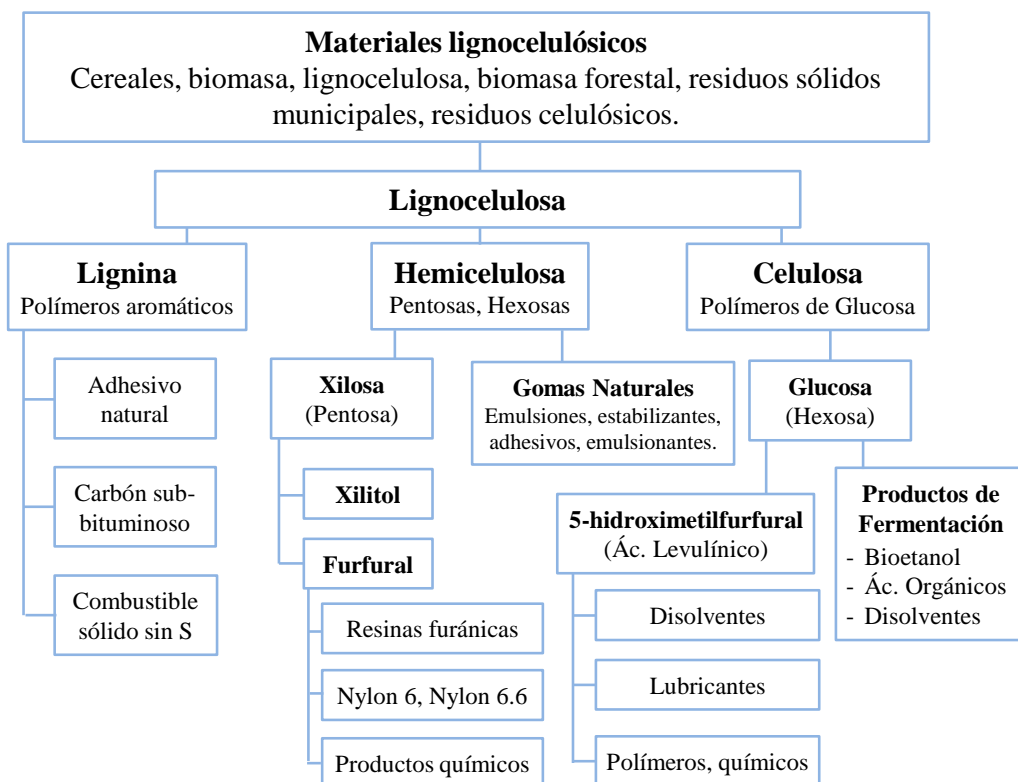 Materiales lignocelulósicos
Cereales, biomasa, lignocelulosa, biomasa forestal, residuos sólidos
municipales, residuos celulósicos.
Lignocelulosa
Lignina
Polímeros aromáticos
Hemicelulosa
Pentosas, Hexosas
Celulosa
Polímeros de Glucosa
Adhesivo
natural
Carbón sub-
bituminoso
Combustible
sólido sin S
Xilosa
(Pentosa)
Xilitol
Furfural
Resinas furánicas
Nylon 6, Nylon 6.6
Productos químicos
Gomas Naturales
Emulsiones, estabilizantes,
adhesivos, emulsionantes.
Glucosa
(Hexosa)
5-hidroximetilfurfural
(Ác. Levulínico)
Disolventes
Lubricantes
Polímeros, químicos
Productos de
Fermentación
- Bioetanol
- Ác. Orgánicos
- Disolventes